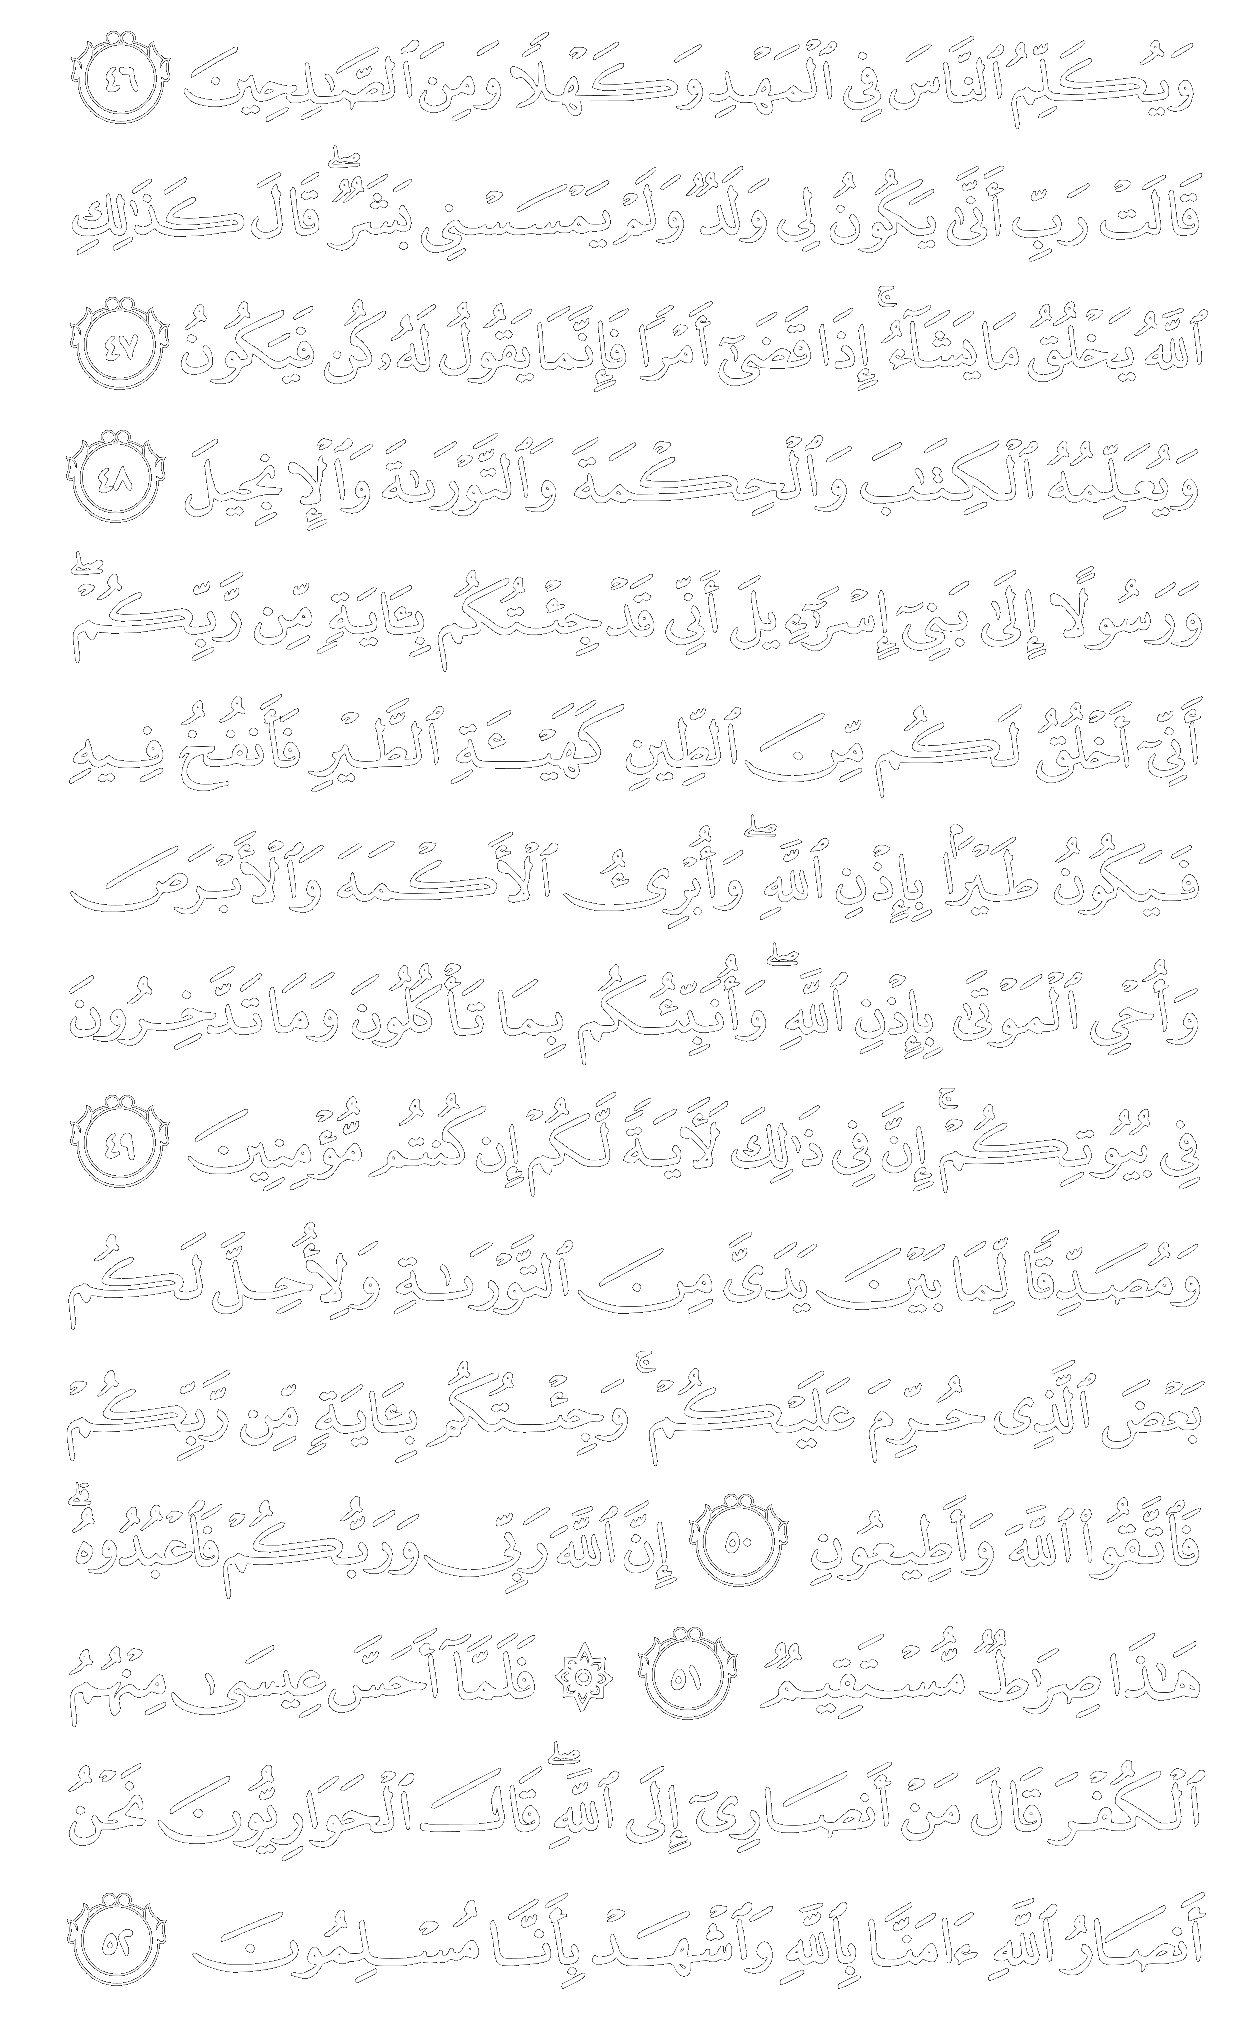 وَيُكَلِّمُ ٱلنَّاسَ فِي ٱلۡمَهۡدِ وَكَهۡلٗا وَمِنَ ٱلصَّٰلِحِينَ ٤٦
قَالَتۡ رَبِّ أَنَّىٰ يَكُونُ لِي وَلَدٞ وَلَمۡ يَمۡسَسۡنِي بَشَرٞۖ قَالَ كَذَٰلِكِ
ٱللَّهُ يَخۡلُقُ مَا يَشَآءُۚ إِذَا قَضَىٰٓ أَمۡرٗا فَإِنَّمَا يَقُولُ لَهُۥ كُن فَيَكُونُ ٤٧
وَيُعَلِّمُهُ ٱلۡكِتَٰبَ وَٱلۡحِكۡمَةَ وَٱلتَّوۡرَىٰةَ وَٱلۡإِنجِيلَ ٤٨
وَرَسُولًا إِلَىٰ بَنِيٓ إِسۡرَٰٓءِيلَ أَنِّي قَدۡ جِئۡتُكُم بِـَٔايَةٖ مِّن رَّبِّكُمۡۖ
أَنِّيٓ أَخۡلُقُ لَكُم مِّنَ ٱلطِّينِ كَهَيۡـَٔةِ ٱلطَّيۡرِ فَأَنفُخُ فِيهِ
فَيَكُونُ طَيۡرَۢا بِإِذۡنِ ٱللَّهِۖ وَأُبۡرِئُ ٱلۡأَكۡمَهَ وَٱلۡأَبۡرَصَ
وَأُحۡيِ ٱلۡمَوۡتَىٰ بِإِذۡنِ ٱللَّهِۖ وَأُنَبِّئُكُم بِمَا تَأۡكُلُونَ وَمَا تَدَّخِرُونَ
فِي بُيُوتِكُمۡۚ إِنَّ فِي ذَٰلِكَ لَأٓيَةٗ لَّكُمۡ إِن كُنتُم مُّؤۡمِنِينَ ٤٩
وَمُصَدِّقٗا لِّمَا بَيۡنَ يَدَيَّ مِنَ ٱلتَّوۡرَىٰةِ وَلِأُحِلَّ لَكُم
بَعۡضَ ٱلَّذِي حُرِّمَ عَلَيۡكُمۡۚ وَجِئۡتُكُم بِـَٔايَةٖ مِّن رَّبِّكُمۡ
فَٱتَّقُواْ ٱللَّهَ وَأَطِيعُونِ ٥٠ إِنَّ ٱللَّهَ رَبِّي وَرَبُّكُمۡ فَٱعۡبُدُوهُۚ
هَٰذَا صِرَٰطٞ مُّسۡتَقِيمٞ ٥١ ۞ فَلَمَّآ أَحَسَّ عِيسَىٰ مِنۡهُمُ
ٱلۡكُفۡرَ قَالَ مَنۡ أَنصَارِيٓ إِلَى ٱللَّهِۖ قَالَ ٱلۡحَوَارِيُّونَ نَحۡنُ
أَنصَارُ ٱللَّهِ ءَامَنَّا بِٱللَّهِ وَٱشۡهَدۡ بِأَنَّا مُسۡلِمُونَ ٥٢